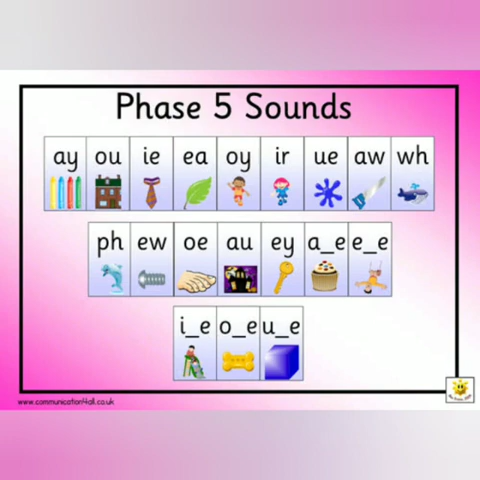 Phase 5 Sounds
ay ou ie ea oy ir ue aw wh
ph ew oe au ey a_e e_e
i_e o_e u_e
www.communication4all.co.uk